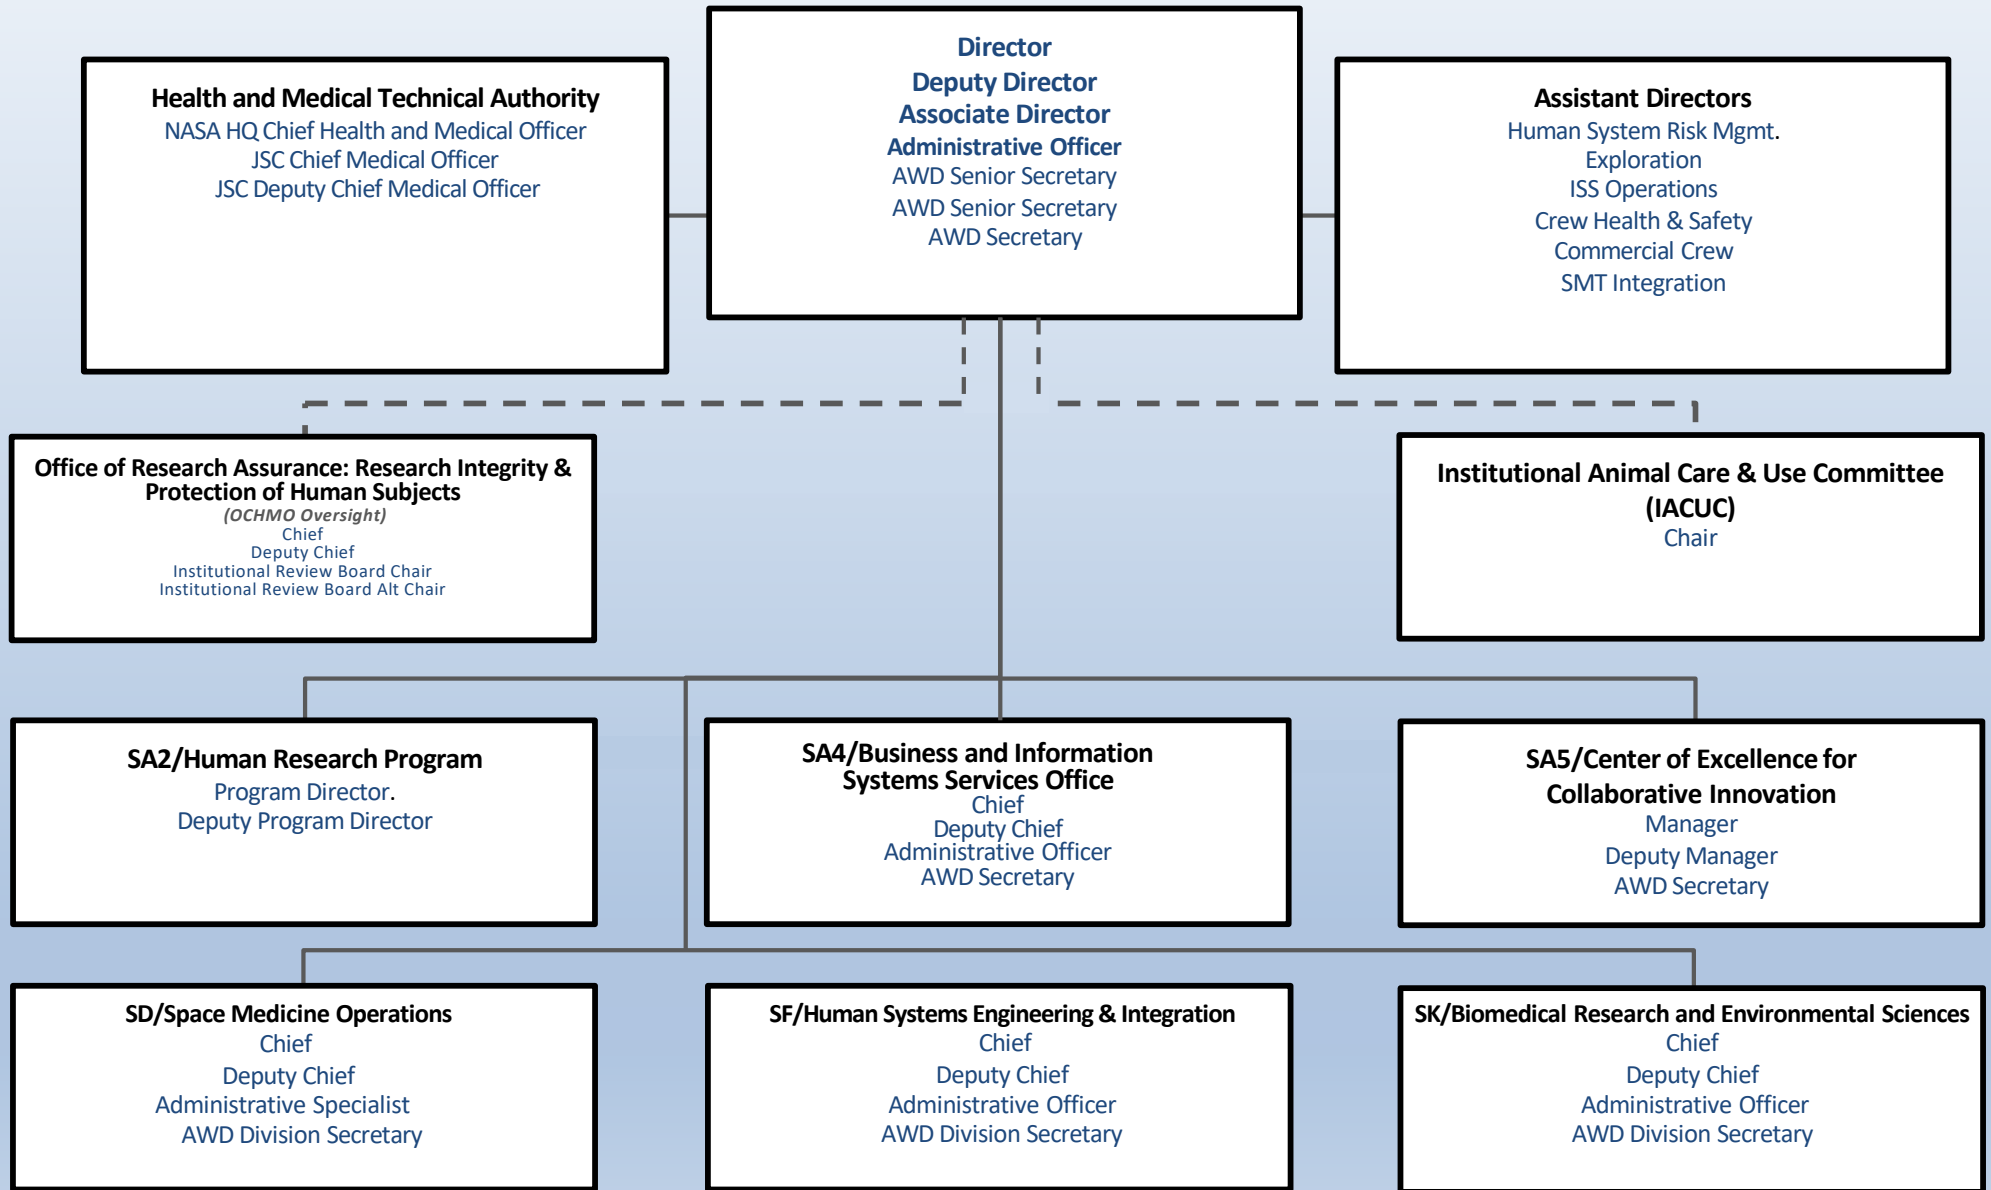 Health and Medical Technical Authority
NASA HQ Chief Health and Medical Officer
JSC Chief Medical Officer
JSC Deputy Chief Medical Officer
Director
Deputy Director
Associate Director
Administrative Officer
AWD Senior Secretary
AWD Senior Secretary
AWD Secretary
Assistant Directors
Human System Risk Mgmt.
Exploration
ISS Operations
Crew Health & Safety
Commercial Crew
SMT Integration
Office of Research Assurance: Research Integrity &
Protection of Human Subjects
(OCHMO Oversight)
Chief
Deputy Chief
Institutional Review Board Chair
Institutional Review Board Alt Chair
Institutional Animal Care & Use Committee
(IACUC)
Chair
SA2/Human Research Program
Program Director.
Deputy Program Director
SA4/Business and Information
Systems Services Office
Chief
Deputy Chief
Administrative Officer
AWD Secretary
SA5/Center of Excellence for
Collaborative Innovation
Manager
Deputy Manager
AWD Secretary
SD/Space Medicine Operations
Chief
Deputy Chief
Administrative Specialist
AWD Division Secretary
SF/Human Systems Engineering & Integration
Chief
Deputy Chief
Administrative Officer
AWD Division Secretary
SK/Biomedical Research and Environmental Sciences
Chief
Deputy Chief
Administrative Officer
AWD Division Secretary